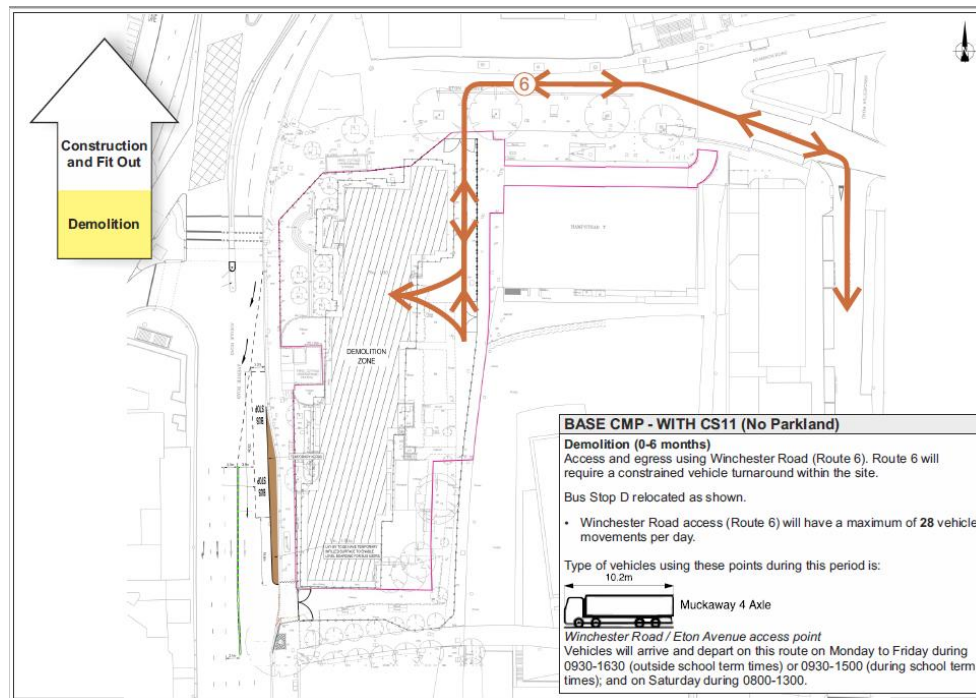 Construction
and Fit Out
Demolition
6
DEMOLITION
ZONE
BUS
STOP
BUS
STOP
BASE CMP - WITH CS11 (No Parkland)
Demolition (0-6 months)
Access and egress using Winchester Road (Route 6). Route 6 will
require a constrained vehicle turnaround within the site.
Bus Stop D relocated as shown.
• Winchester Road access (Route 6) will have a maximum of 28 vehicle
movements per day.
Type of vehicles using these points during this period is:
10.2m
Muckaway 4 Axle
Winchester Road / Eton Avenue access point
Vehicles will arrive and depart on this route on Monday to Friday during
0930-1630 (outside school term times) or 0930-1500 (during school term
times); and on Saturday during 0800-1300.